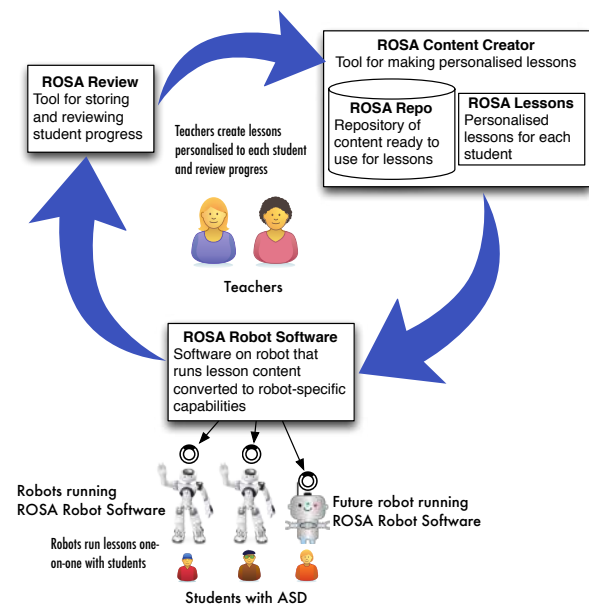 ROSA Review
Tool for storing
and reviewing
student progress
ROSA Content Creator
Tool for making personalised lessons
ROSA Repo
Repository of
content ready to
use for lessons
ROSA Lessons
Personalised
lessons for each
student
Teachers create lessons
personalised to each student
and review progress
Teachers
ROSA Robot Software
Software on robot that
runs lesson content
converted to robot-specific
capabilities
Robots running
ROSA Robot Software
Future robot running
ROSA Robot Software
Robots run lessons one-
on-one with students
Students with ASD